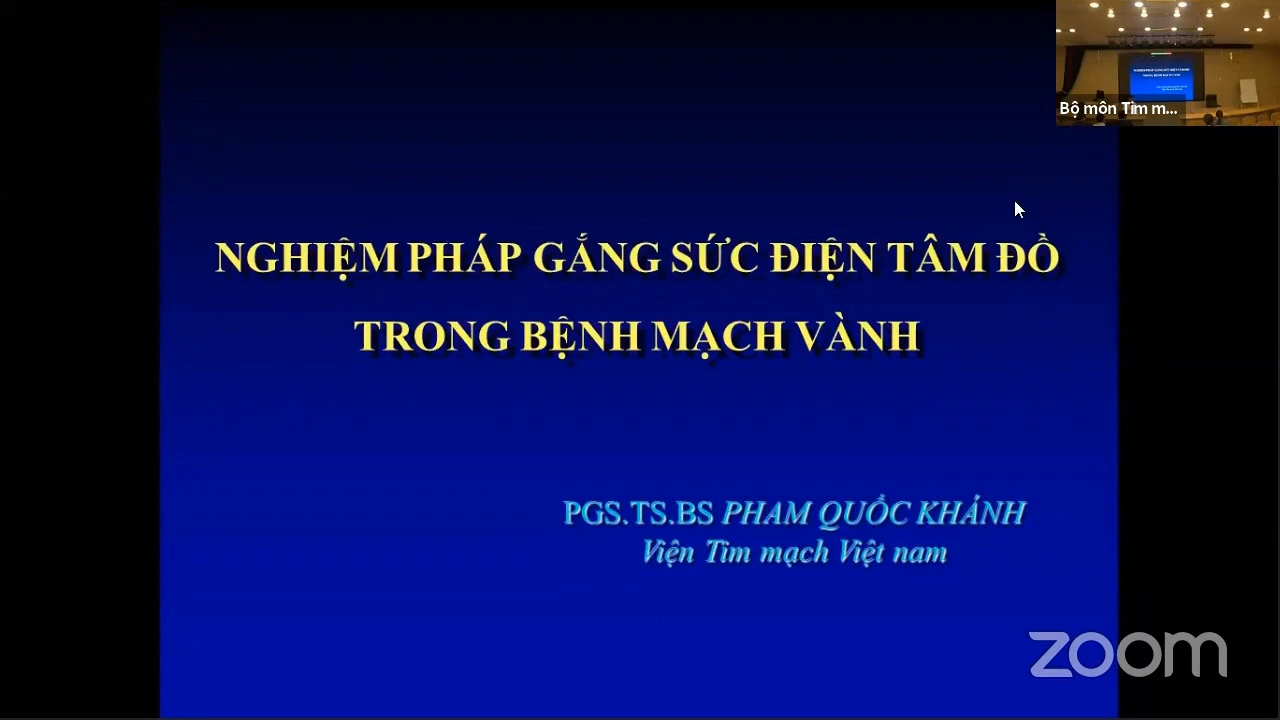 Bộ môn Tim m...
NGHIỆM PHÁP GẮNG SỨC ĐIỆN TÂM ĐỒ
TRONG BỆNH MẠCH VÀNH
PGS.TS.BS PHAM QUỐC KHÁNH
Viện Tim mạch Việt nam
zoom